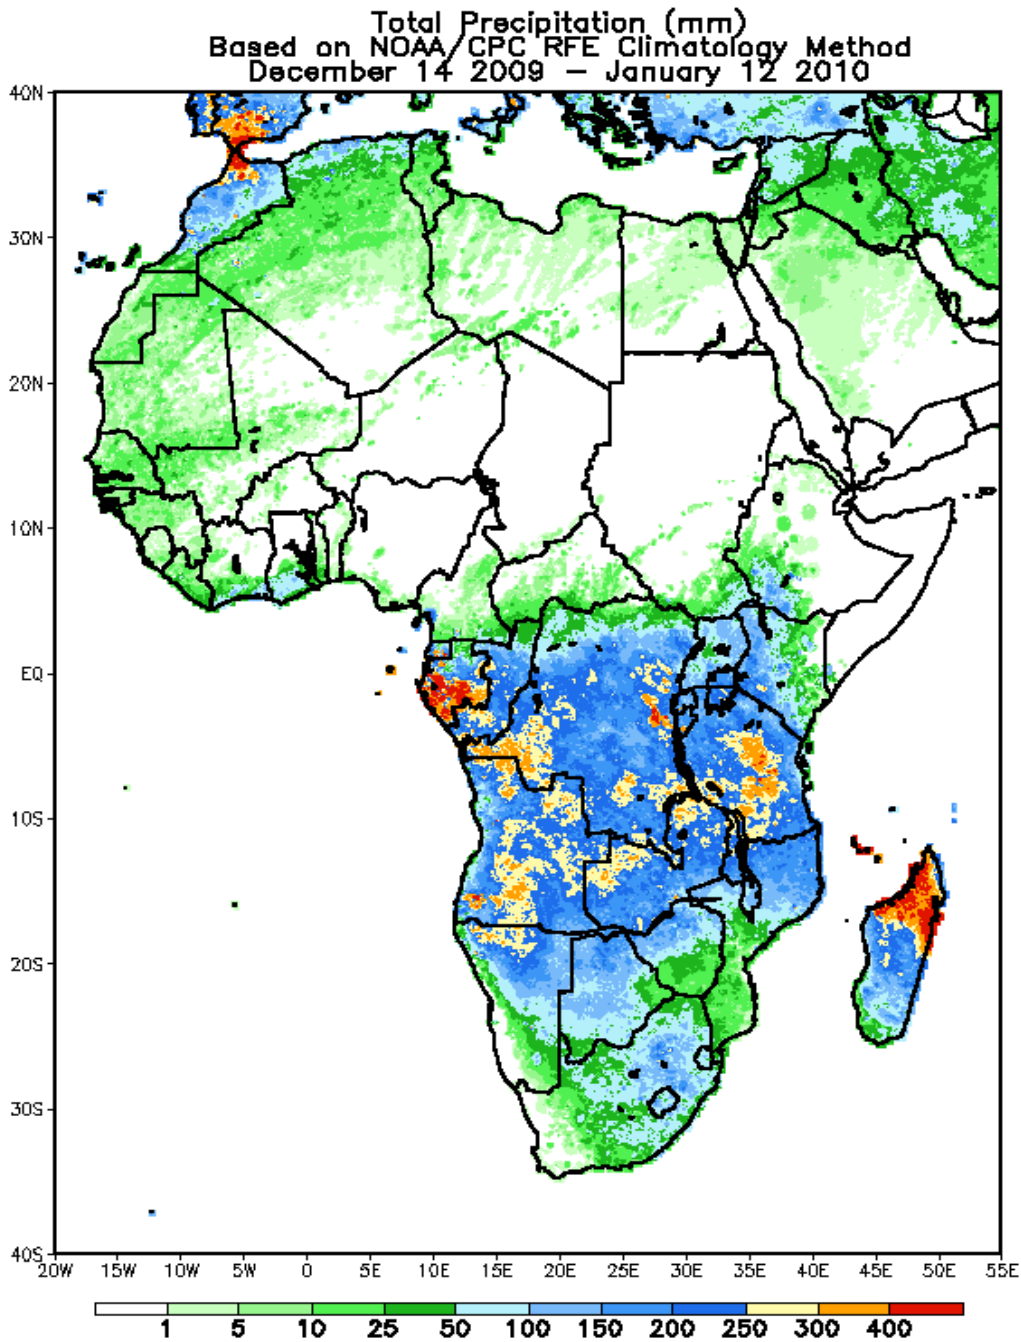 Total Precipitation (mm)
Based on NOAA/CPC RFE Climatology Method
December 14 2009 – January 12 2010
40N
30N
20N
10N
EQ
10S
20S
30S
40S
20W 15W 10W 5W 0 5E 10E 15E 20E 25E 30E 35E 40E 45E 50E 55E
1 5 10 25 50 100 150 200 250 300 400